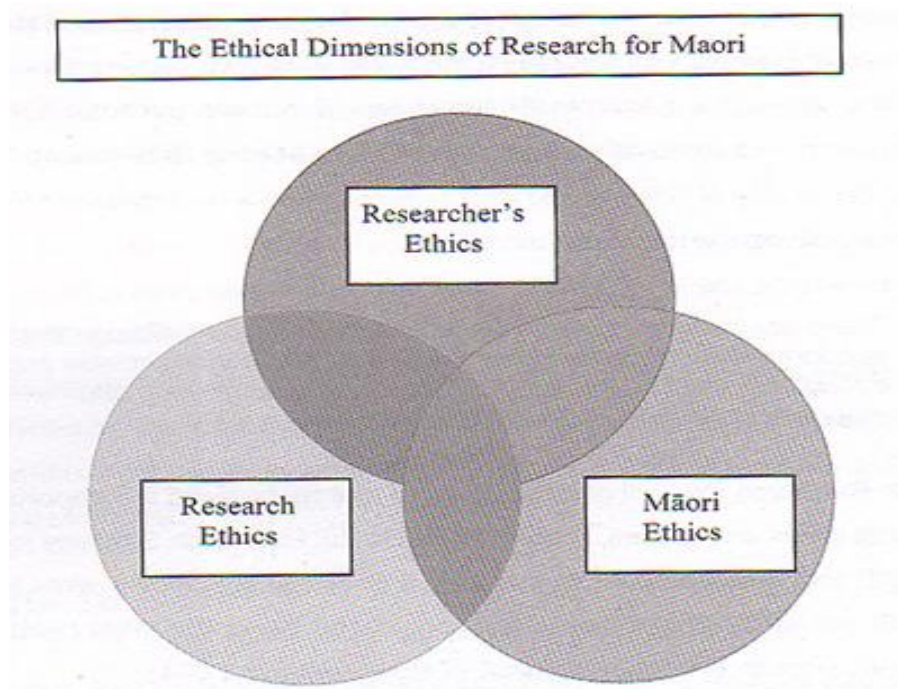 The Ethical Dimensions of Research for Maori
Researcher's
Ethics
Research
Ethics
Māori
Ethics